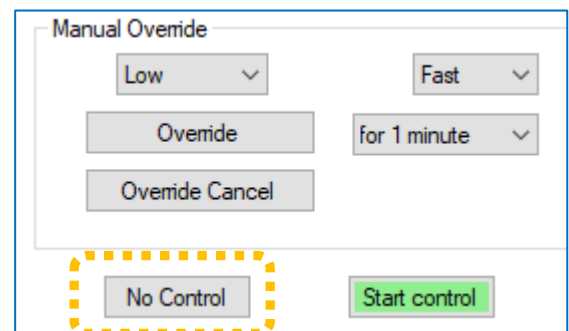 Manual Override
Low Fast
Override for 1 minute
Override Cancel
No Control Start control